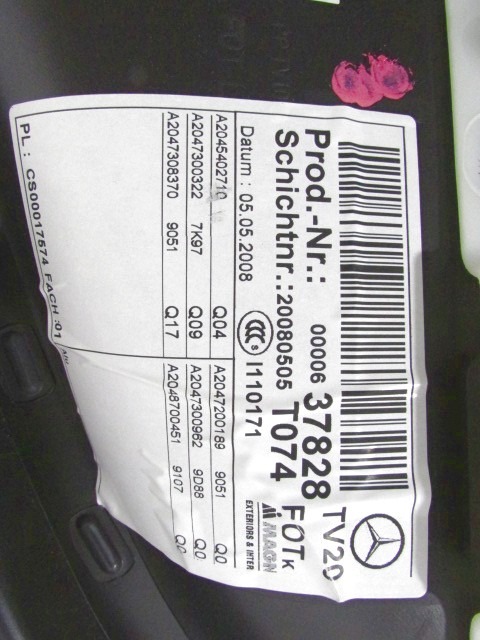 Prod.-Nr.: 00006 37828 TV20
Schichtnr.: 20080505 T074 FOTK
Datum : 05.05.2008 I110171
EXTERIORS & INTER
A2045402710 Q04
A2047300322 7K97 Q09
A2047308370 9051 Q17
A2047200189 9051 Q0
A2047300962 9D88 Q0
A2048700451 9107 Q0
PL : CS00017574 FACH :01